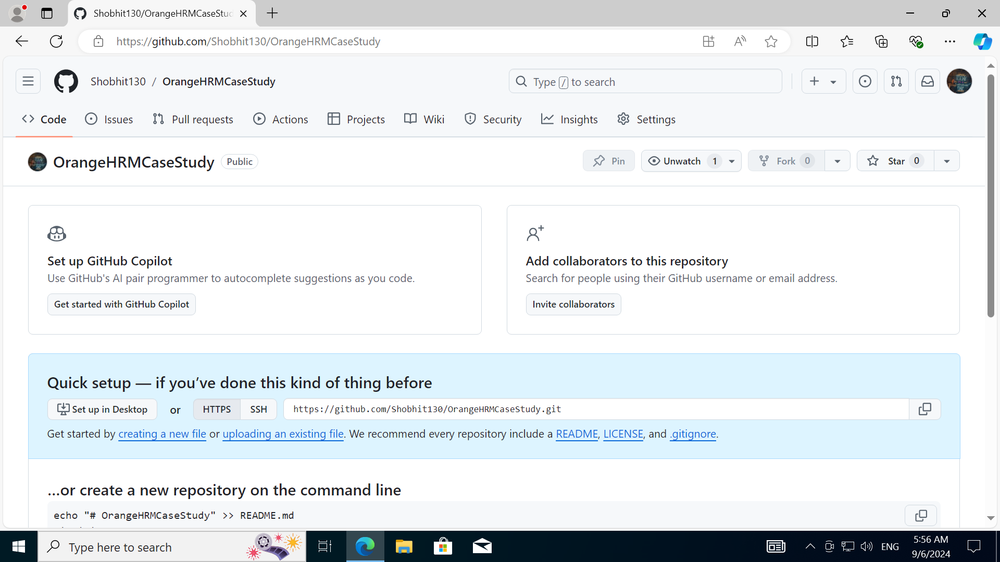 Shobhit130/OrangeHRMCaseStud
https://github.com/Shobhit130/OrangeHRMCaseStudy
Shobhit130 / OrangeHRMCaseStudy
Type / to search
Code Issues Pull requests Actions Projects Wiki Security Insights Settings
OrangeHRMCaseStudy Public
Pin Unwatch 1 Fork 0 Star 0
Set up GitHub Copilot
Use GitHub's AI pair programmer to autocomplete suggestions as you code.
Get started with GitHub Copilot
Add collaborators to this repository
Search for people using their GitHub username or email address.
Invite collaborators
Quick setup — if you’ve done this kind of thing before
Set up in Desktop or HTTPS SSH https://github.com/Shobhit130/OrangeHRMCaseStudy.git
Get started by creating a new file or uploading an existing file. We recommend every repository include a README, LICENSE, and .gitignore.
…or create a new repository on the command line
echo "# OrangeHRMCaseStudy" >> README.md
Type here to search
ENG
5:56 AM
9/6/2024